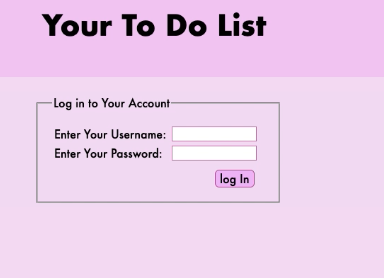 Your To Do List
Log in to Your Account
Enter Your Username:
Enter Your Password:
log In